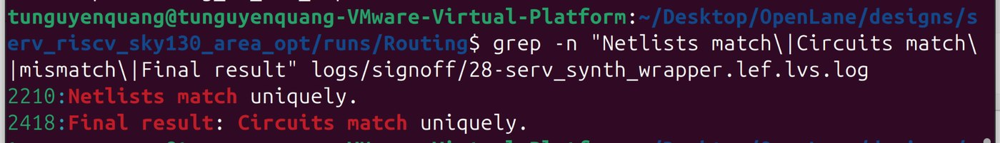 tunguyenquang@tunguyenquang-VMware-Virtual-Platform:~/Desktop/OpenLane/designs/s
erv_riscv_sky130_area_opt/runs/Routing$ grep -n "Netlists match\|Circuits match\
|mismatch\|Final result" logs/signoff/28-serv_synth_wrapper.lef.lvs.log
2210:Netlists match uniquely.
2418:Final result: Circuits match uniquely.